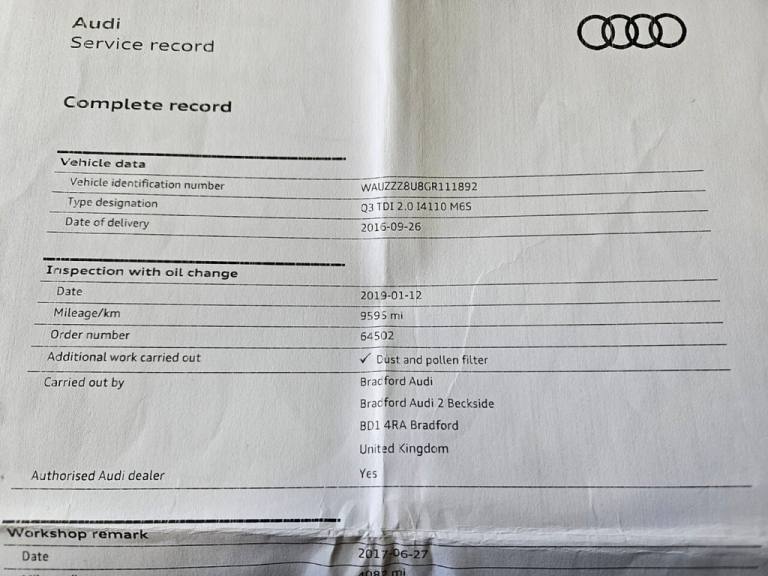 Audi
Service record
Complete record
Vehicle data
Vehicle identification number WAUZZZ8U8GR111892
Type designation Q3 TDI 2.0 I4110 M6S
Date of delivery 2016-09-26
Inspection with oil change
Date 2019-01-12
Mileage/km 9595 mi
Order number 64502
Additional work carried out ✓ Dust and pollen filter
Carried out by Bradford Audi
Bradford Audi 2 Beckside
BD1 4RA Bradford
United Kingdom
Authorised Audi dealer Yes
Workshop remark
Date 2017-06-27
4082 mi